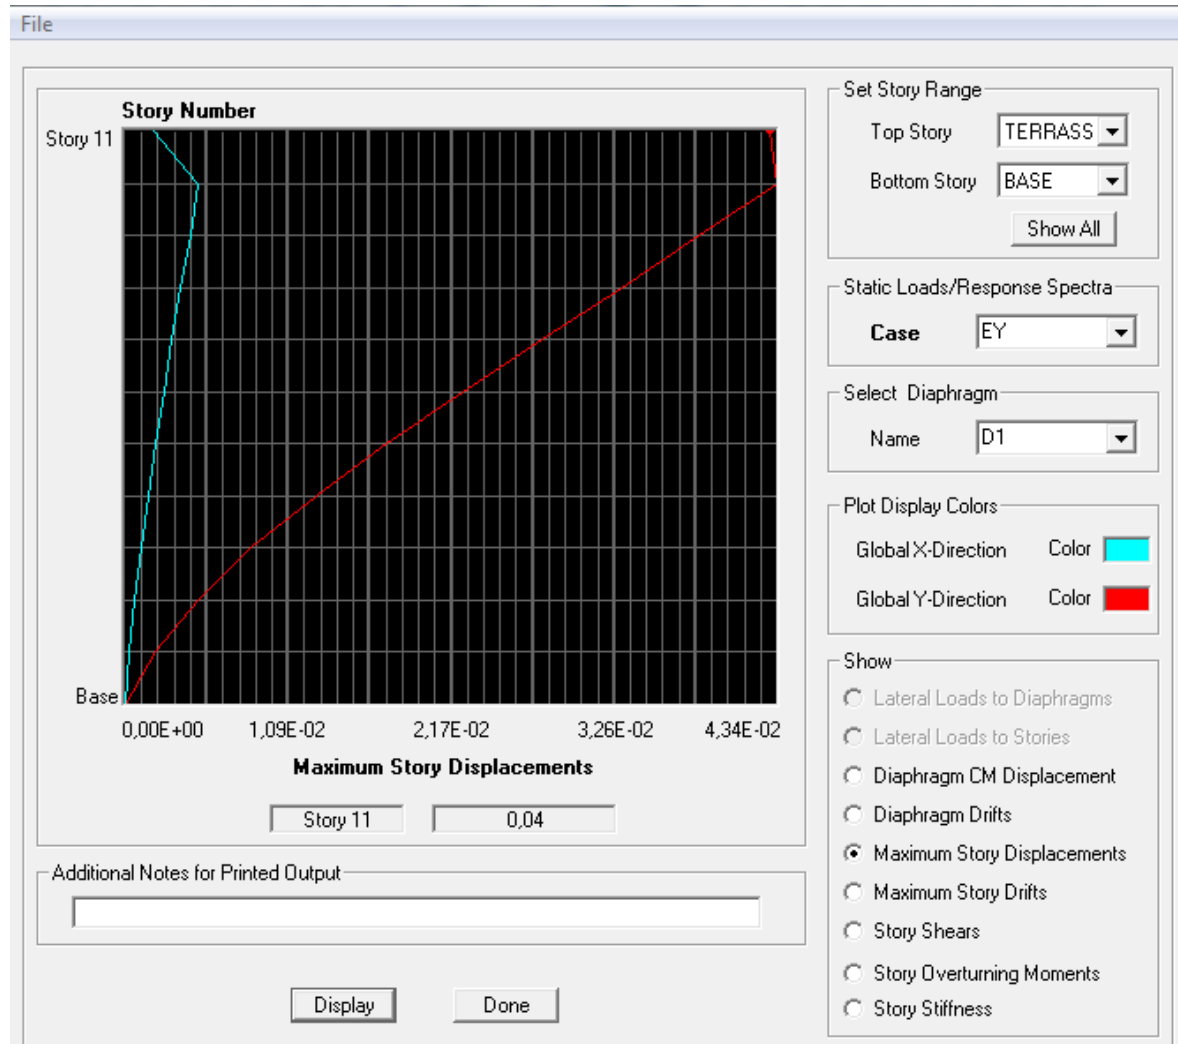 File
Story Number
Story 11
Base
0,00E+00 1,09E-02 2,17E-02 3,26E-02 4,34E-02
Maximum Story Displacements
Story 11 0,04
Additional Notes for Printed Output
Display Done
Set Story Range
Top Story TERRASS
Bottom Story BASE
Show All
Static Loads/Response Spectra
Case EY
Select Diaphragm
Name D1
Plot Display Colors
Global X-Direction Color
Global Y-Direction Color
Show
Lateral Loads to Diaphragms
Lateral Loads to Stories
Diaphragm CM Displacement
Diaphragm Drifts
Maximum Story Displacements
Maximum Story Drifts
Story Shears
Story Overturning Moments
Story Stiffness